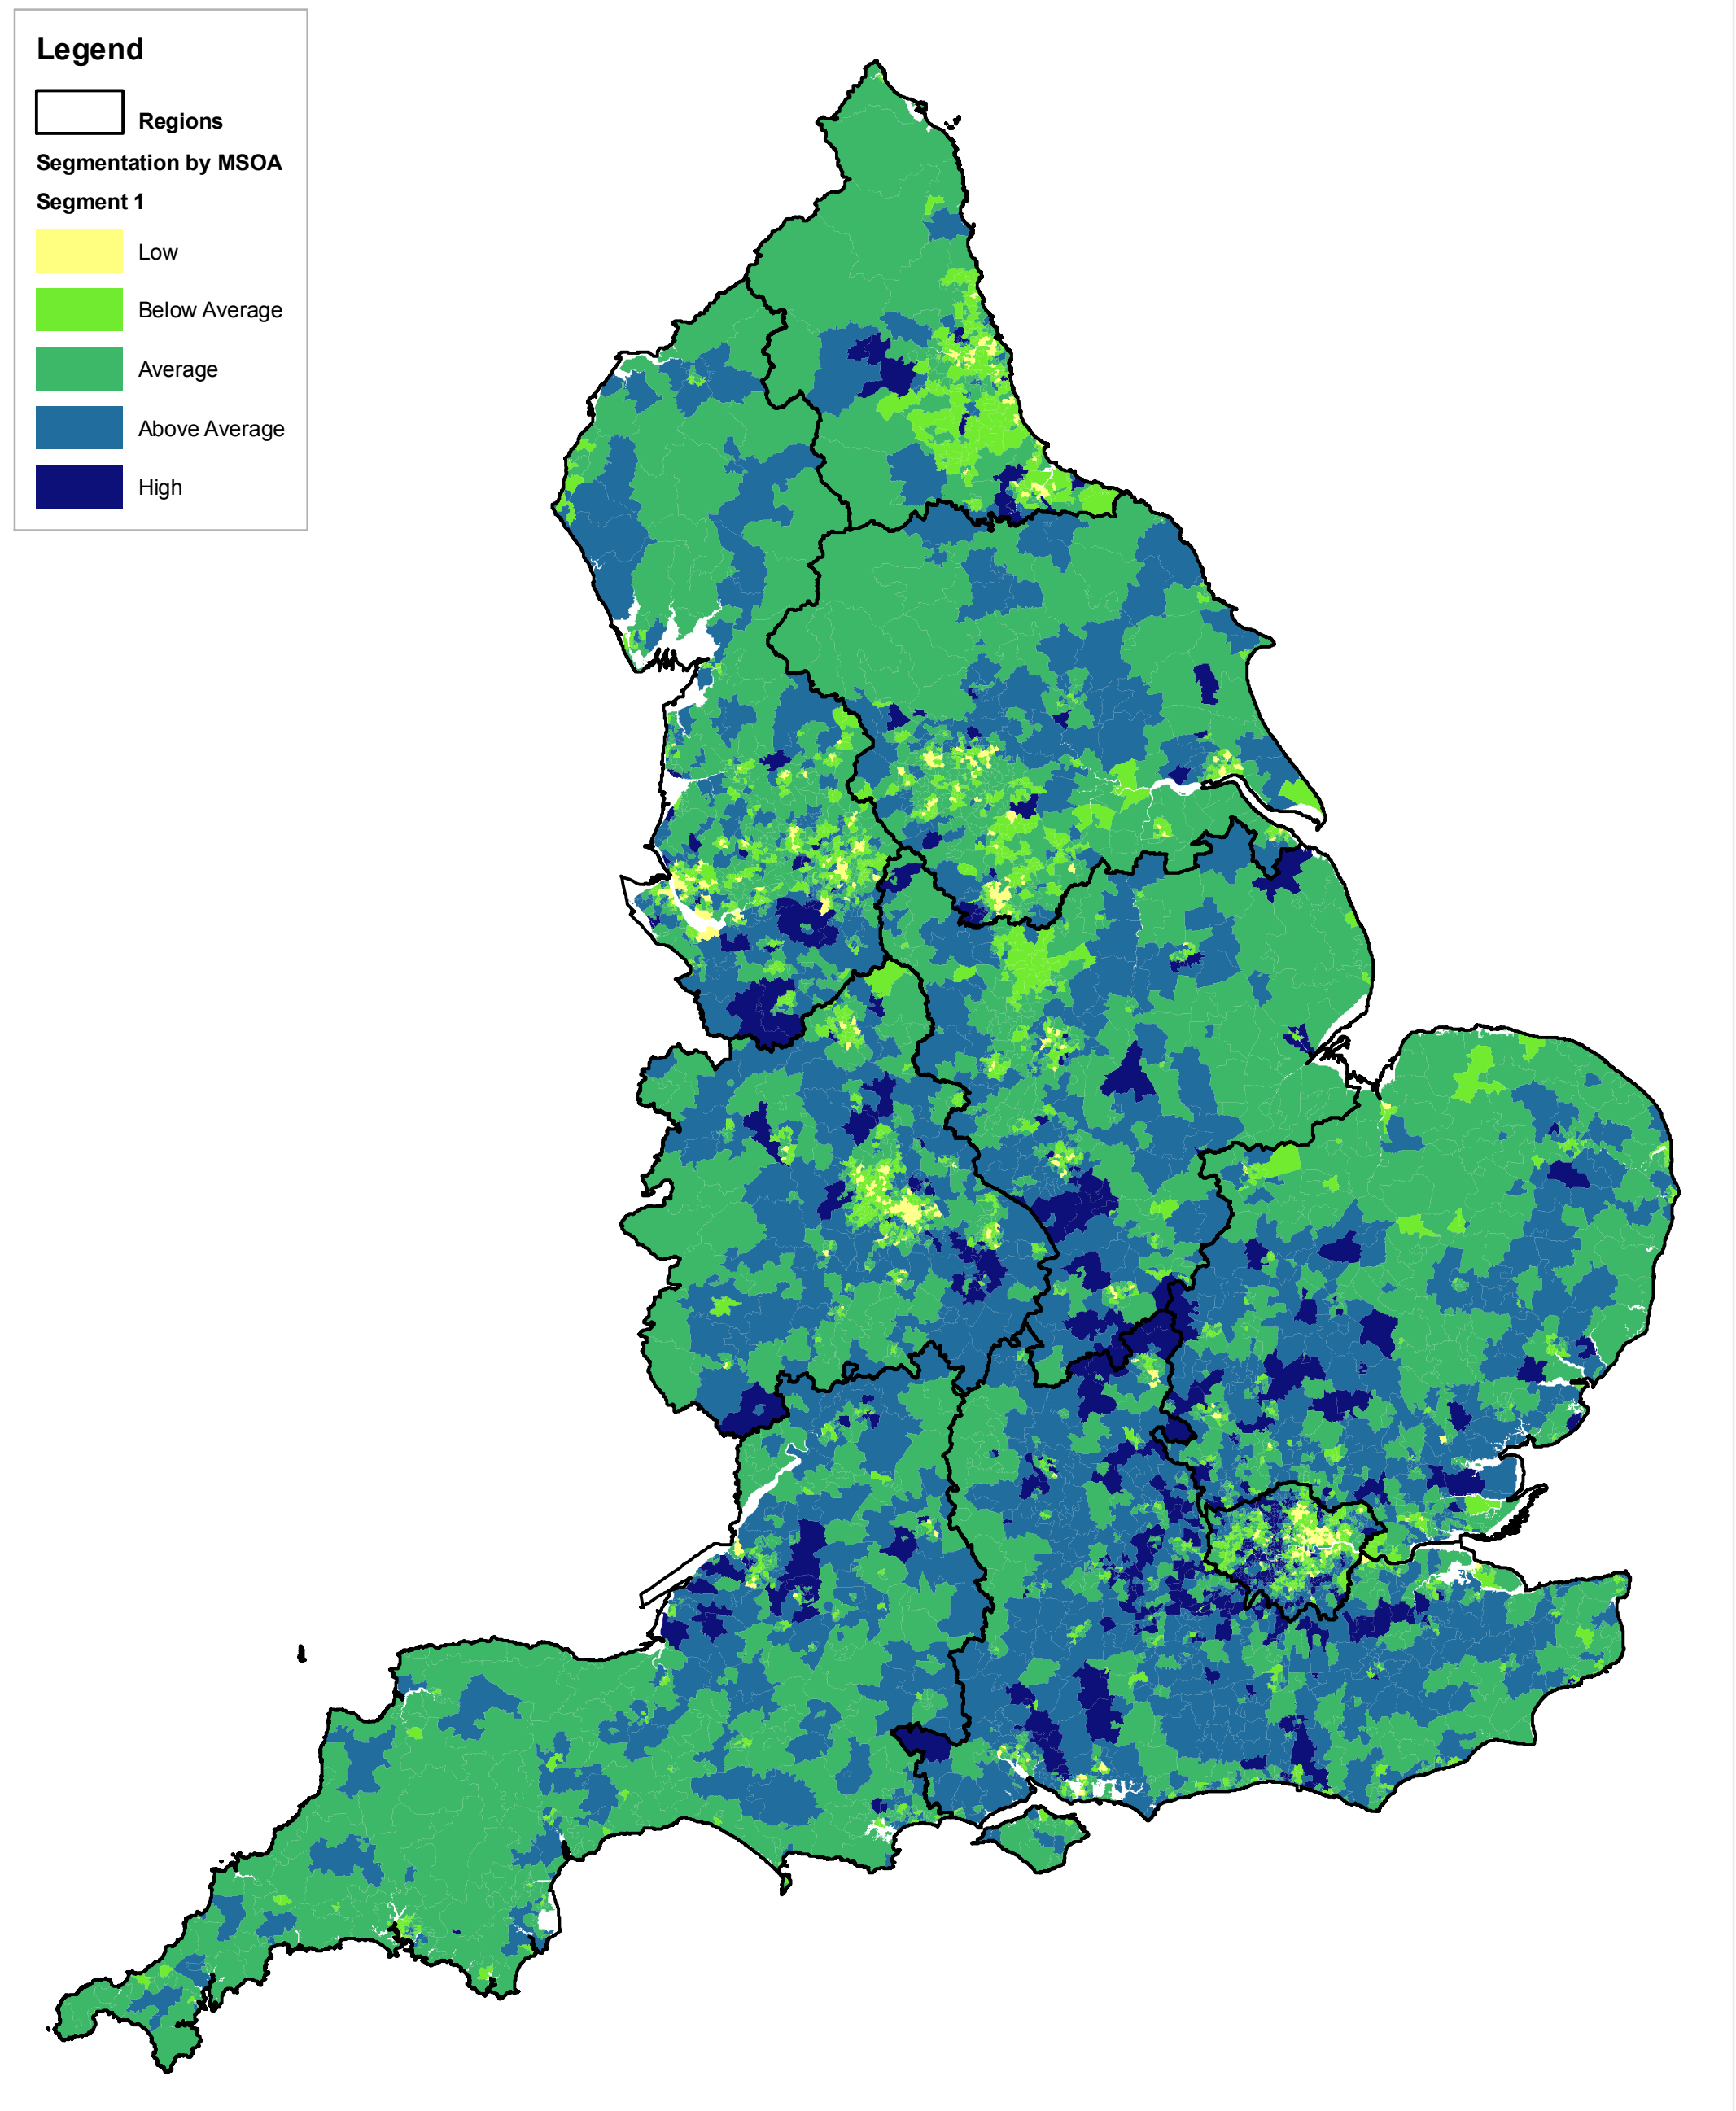 Legend
Regions
Segmentation by MSOA
Segment 1
Low
Below Average
Average
Above Average
High